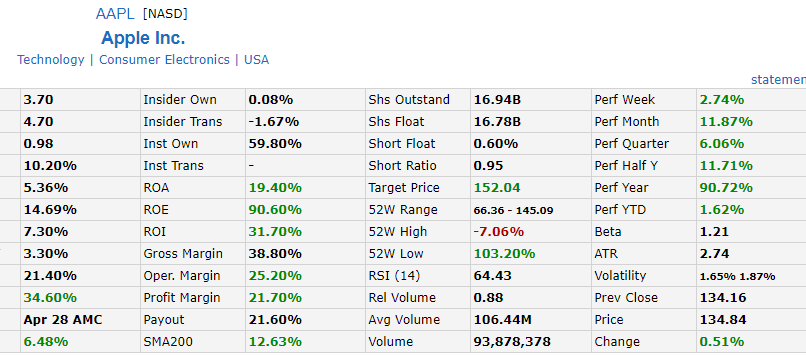 AAPL [NASD]
Apple Inc.
Technology | Consumer Electronics | USA
statemen
3.70 Insider Own 0.08% Shs Outstand 16.94B Perf Week 2.74%
4.70 Insider Trans -1.67% Shs Float 16.78B Perf Month 11.87%
0.98 Inst Own 59.80% Short Float 0.60% Perf Quarter 6.06%
10.20% Inst Trans - Short Ratio 0.95 Perf Half Y 11.71%
5.36% ROA 19.40% Target Price 152.04 Perf Year 90.72%
14.69% ROE 90.60% 52W Range 66.36 - 145.09 Perf YTD 1.62%
7.30% ROI 31.70% 52W High -7.06% Beta 1.21
3.30% Gross Margin 38.80% 52W Low 103.20% ATR 2.74
21.40% Oper. Margin 25.20% RSI (14) 64.43 Volatility 1.65% 1.87%
34.60% Profit Margin 21.70% Rel Volume 0.88 Prev Close 134.16
Apr 28 AMC Payout 21.60% Avg Volume 106.44M Price 134.84
6.48% SMA200 12.63% Volume 93,878,378 Change 0.51%